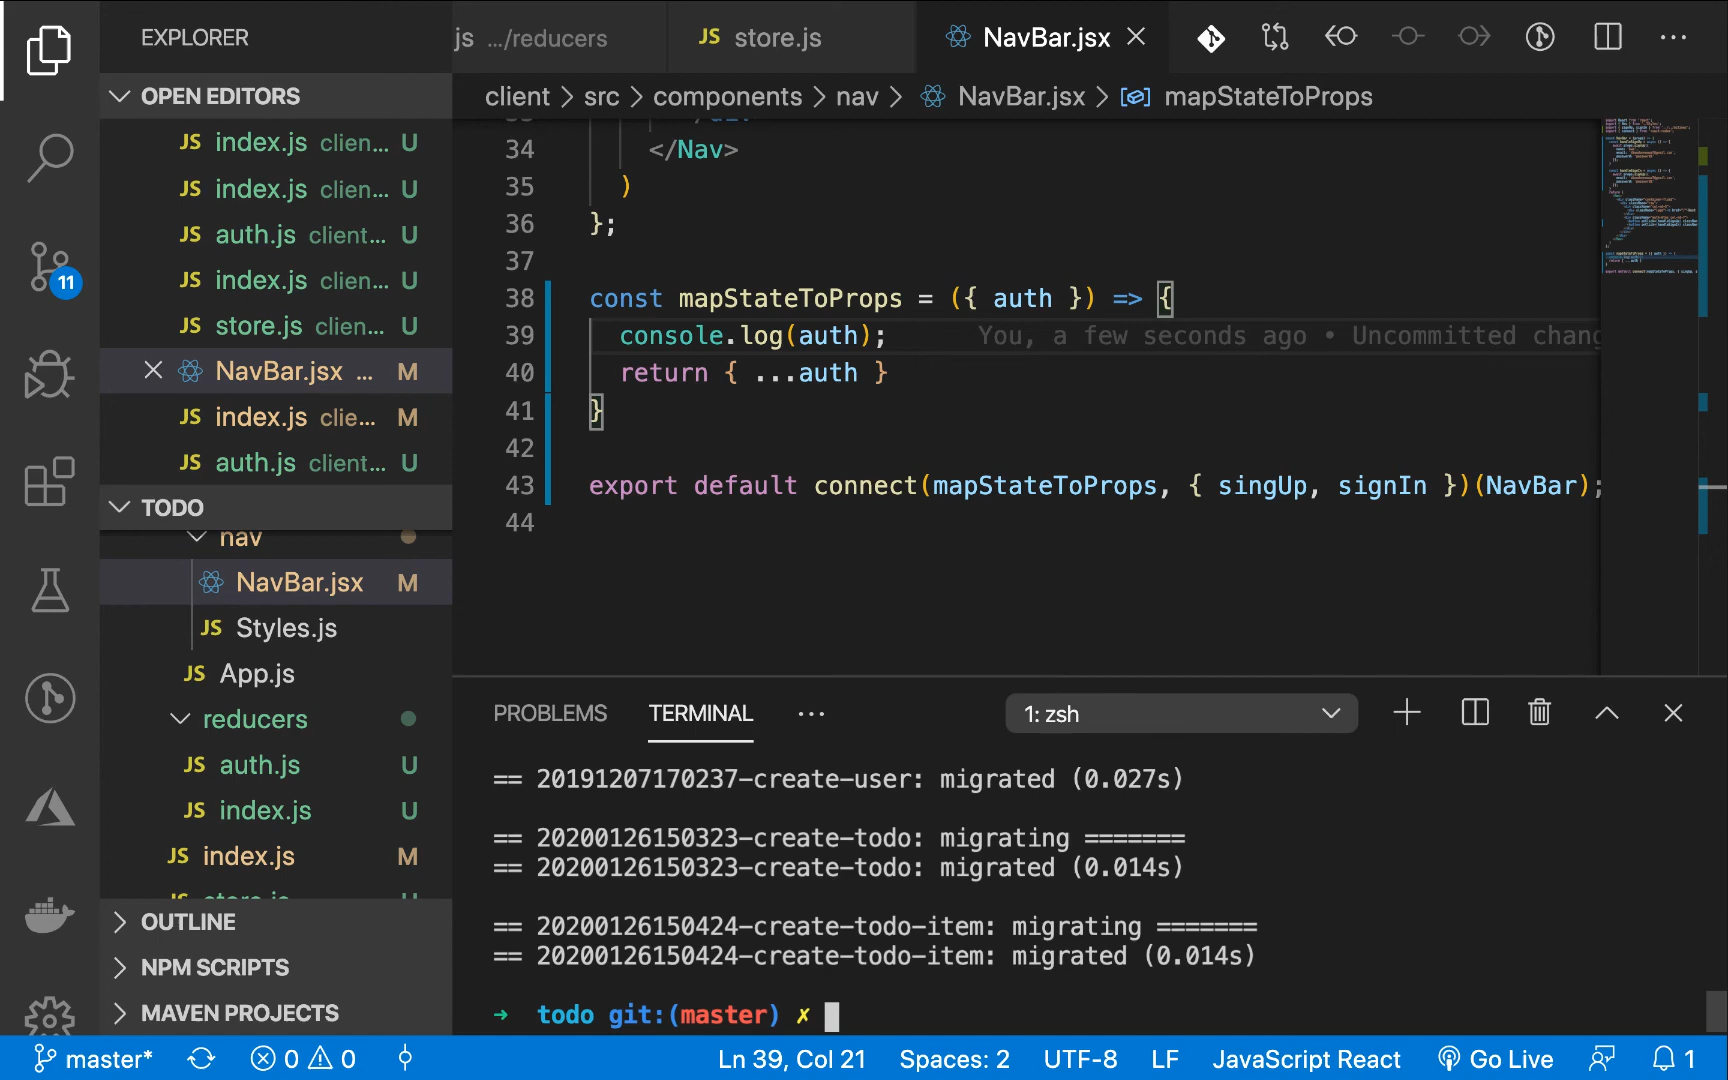 EXPLORER
js .../reducers
JS store.js
NavBar.jsx
OPEN EDITORS
client > src > components > nav > NavBar.jsx > mapStateToProps
JS index.js clien... U
JS index.js clien... U
JS auth.js client... U
JS index.js clien... U
JS store.js clien... U
NavBar.jsx ... M
JS index.js clie... M
JS auth.js client... U
TODO
nav
NavBar.jsx M
JS Styles.js
JS App.js
reducers
JS auth.js U
JS index.js U
JS index.js M
OUTLINE
NPM SCRIPTS
MAVEN PROJECTS
11
34 </Nav>
35 )
36 };
37
38 const mapStateToProps = ({ auth }) => {
39 console.log(auth); You, a few seconds ago • Uncommitted chang
40 return { ...auth }
41 }
42
43 export default connect(mapStateToProps, { singUp, signIn })(NavBar);
44
PROBLEMS TERMINAL ... 1: zsh
== 20191207170237-create-user: migrated (0.027s)
== 20200126150323-create-todo: migrating =======
== 20200126150323-create-todo: migrated (0.014s)
== 20200126150424-create-todo-item: migrating =======
== 20200126150424-create-todo-item: migrated (0.014s)
→ todo git:(master) ✗
master* 0 0 Ln 39, Col 21 Spaces: 2 UTF-8 LF JavaScript React Go Live 1